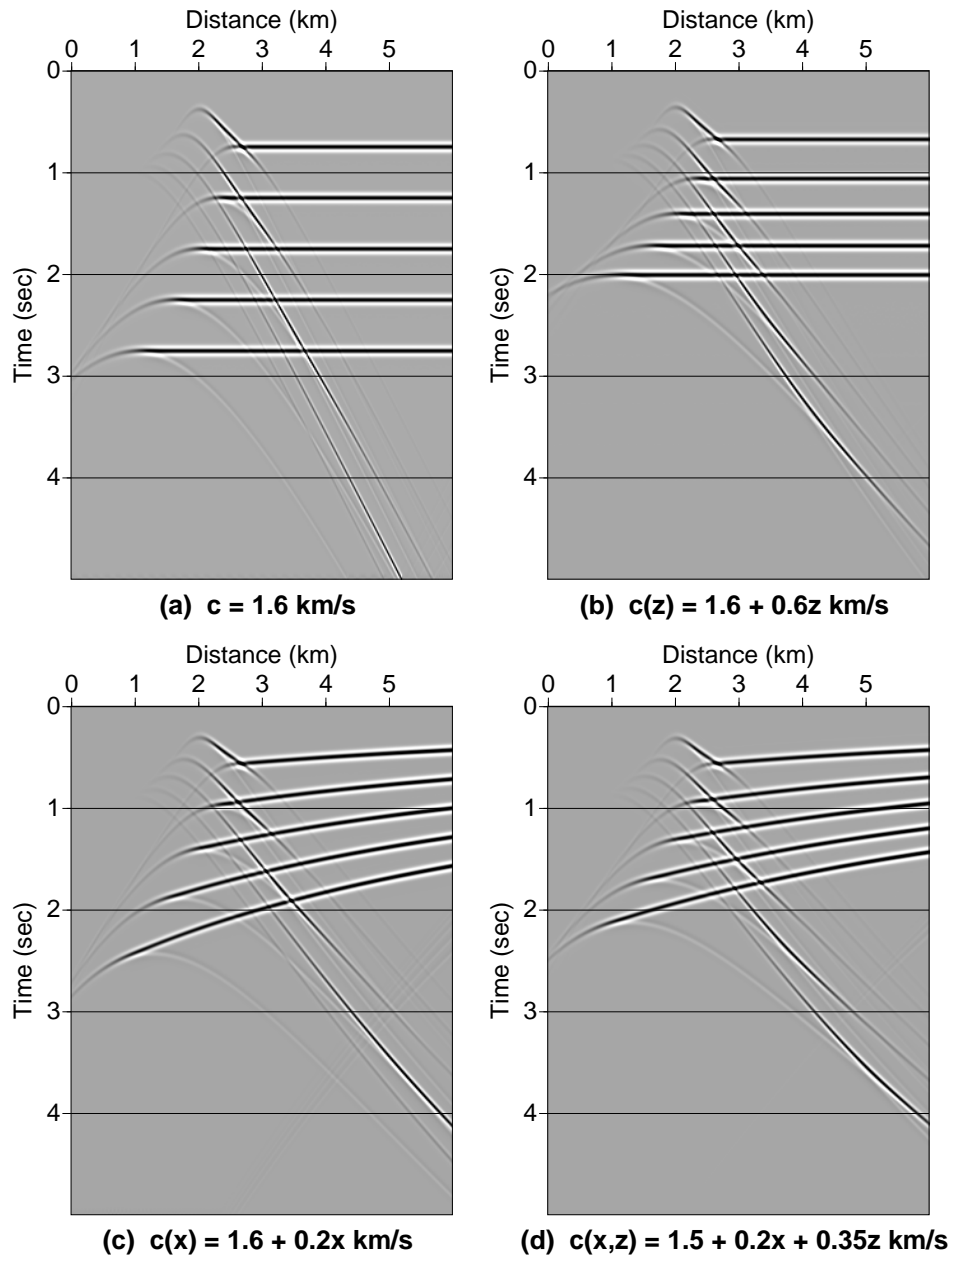 Distance (km)
0 1 2 3 4 5
0
1
2
3
4
Time (sec)
(a) c = 1.6 km/s
Distance (km)
0 1 2 3 4 5
0
1
2
3
4
Time (sec)
(b) c(z) = 1.6 + 0.6z km/s
Distance (km)
0 1 2 3 4 5
0
1
2
3
4
Time (sec)
(c) c(x) = 1.6 + 0.2x km/s
Distance (km)
0 1 2 3 4 5
0
1
2
3
4
Time (sec)
(d) c(x,z) = 1.5 + 0.2x + 0.35z km/s